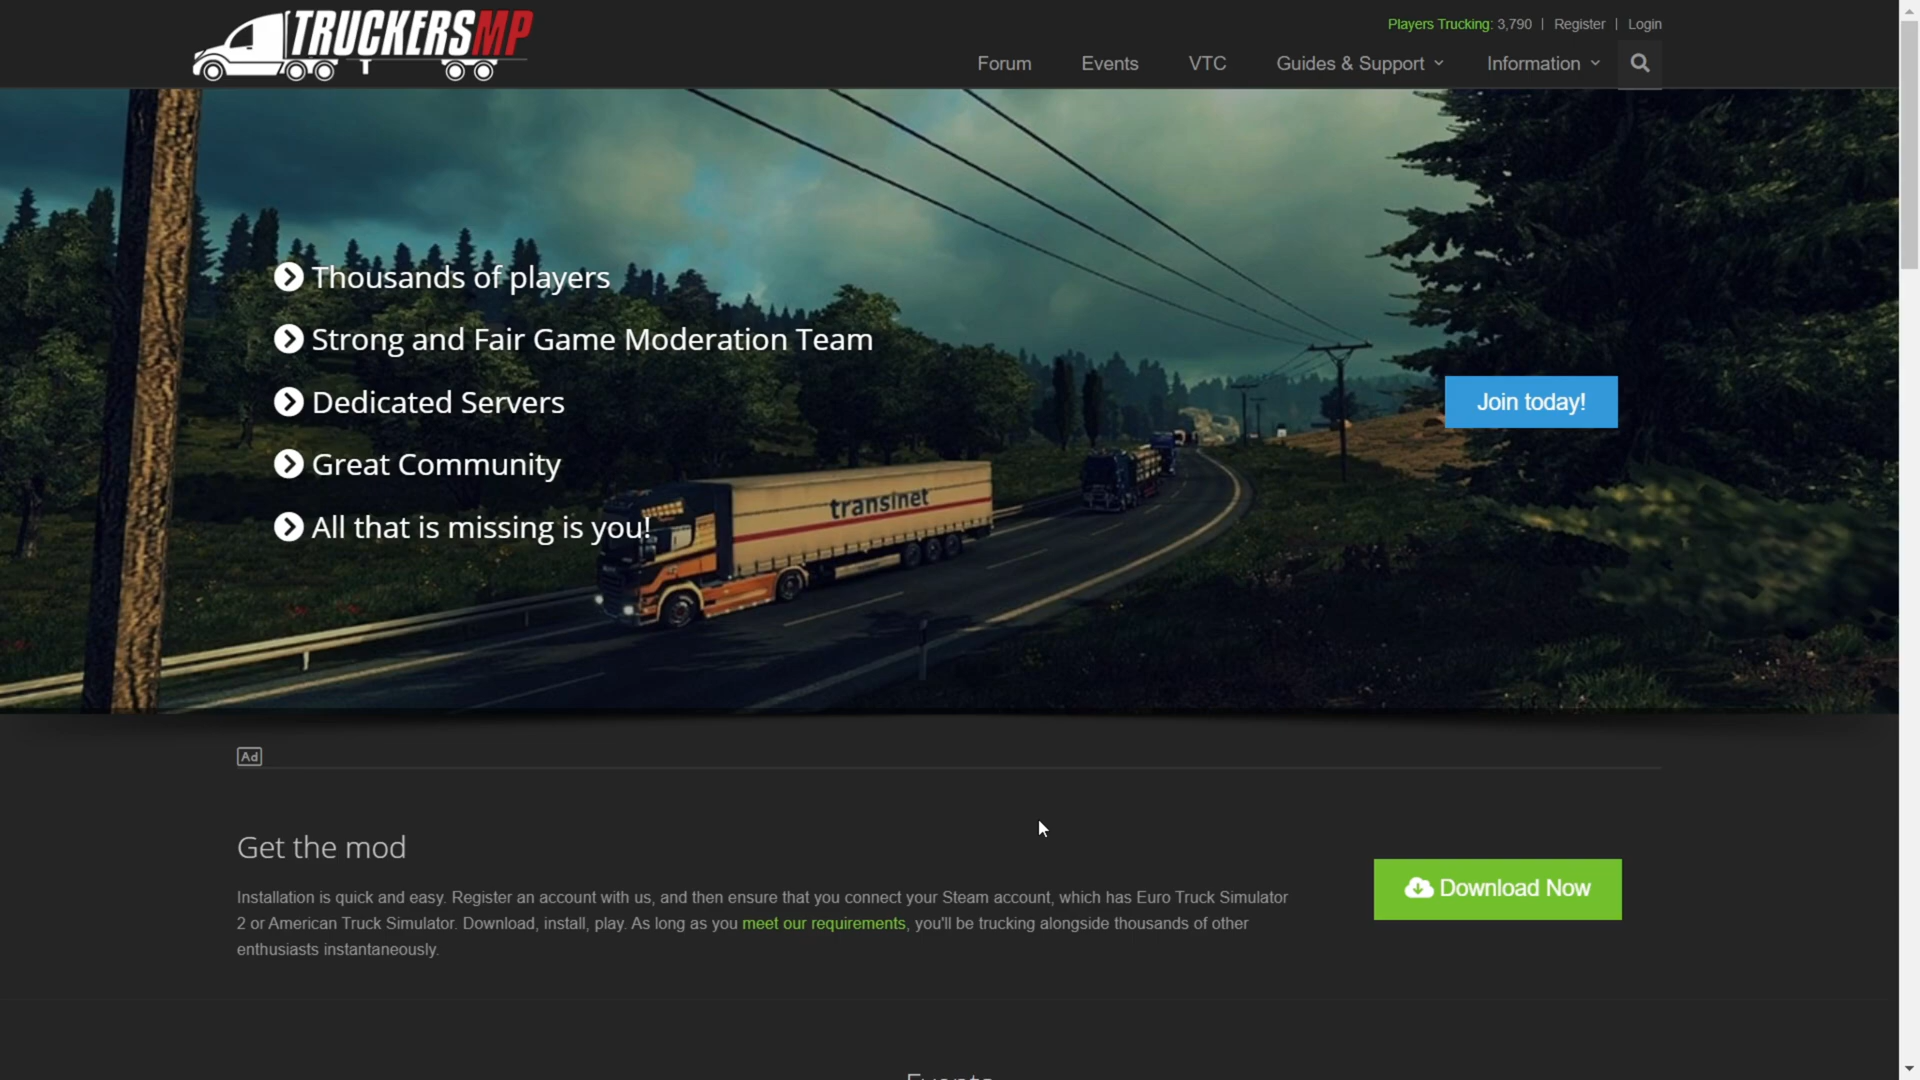 TRUCKERSMP
Players Trucking: 3,790 | Register | Login
Forum Events VTC Guides & Support Information
Thousands of players
Strong and Fair Game Moderation Team
Dedicated Servers
Great Community
All that is missing is you!
transinet
Join today!
Ad
Get the mod
Installation is quick and easy. Register an account with us, and then ensure that you connect your Steam account, which has Euro Truck Simulator
2 or American Truck Simulator. Download, install, play. As long as you meet our requirements, you'll be trucking alongside thousands of other
enthusiasts instantaneously.
Download Now
Events